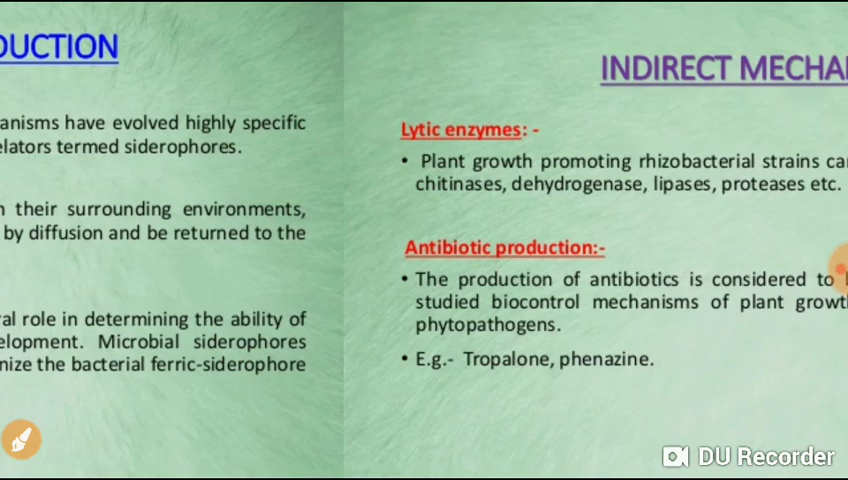 DUCTION
anisms have evolved highly specific
elators termed siderophores.
n their surrounding environments,
by diffusion and be returned to the
ral role in determining the ability of
elopment. Microbial siderophores
nize the bacterial ferric-siderophore
INDIRECT MECHA
Lytic enzymes: -
• Plant growth promoting rhizobacterial strains ca
chitinases, dehydrogenase, lipases, proteases etc.
Antibiotic production:-
• The production of antibiotics is considered to
studied biocontrol mechanisms of plant growt
phytopathogens.
• E.g.- Tropalone, phenazine.
DU Recorder